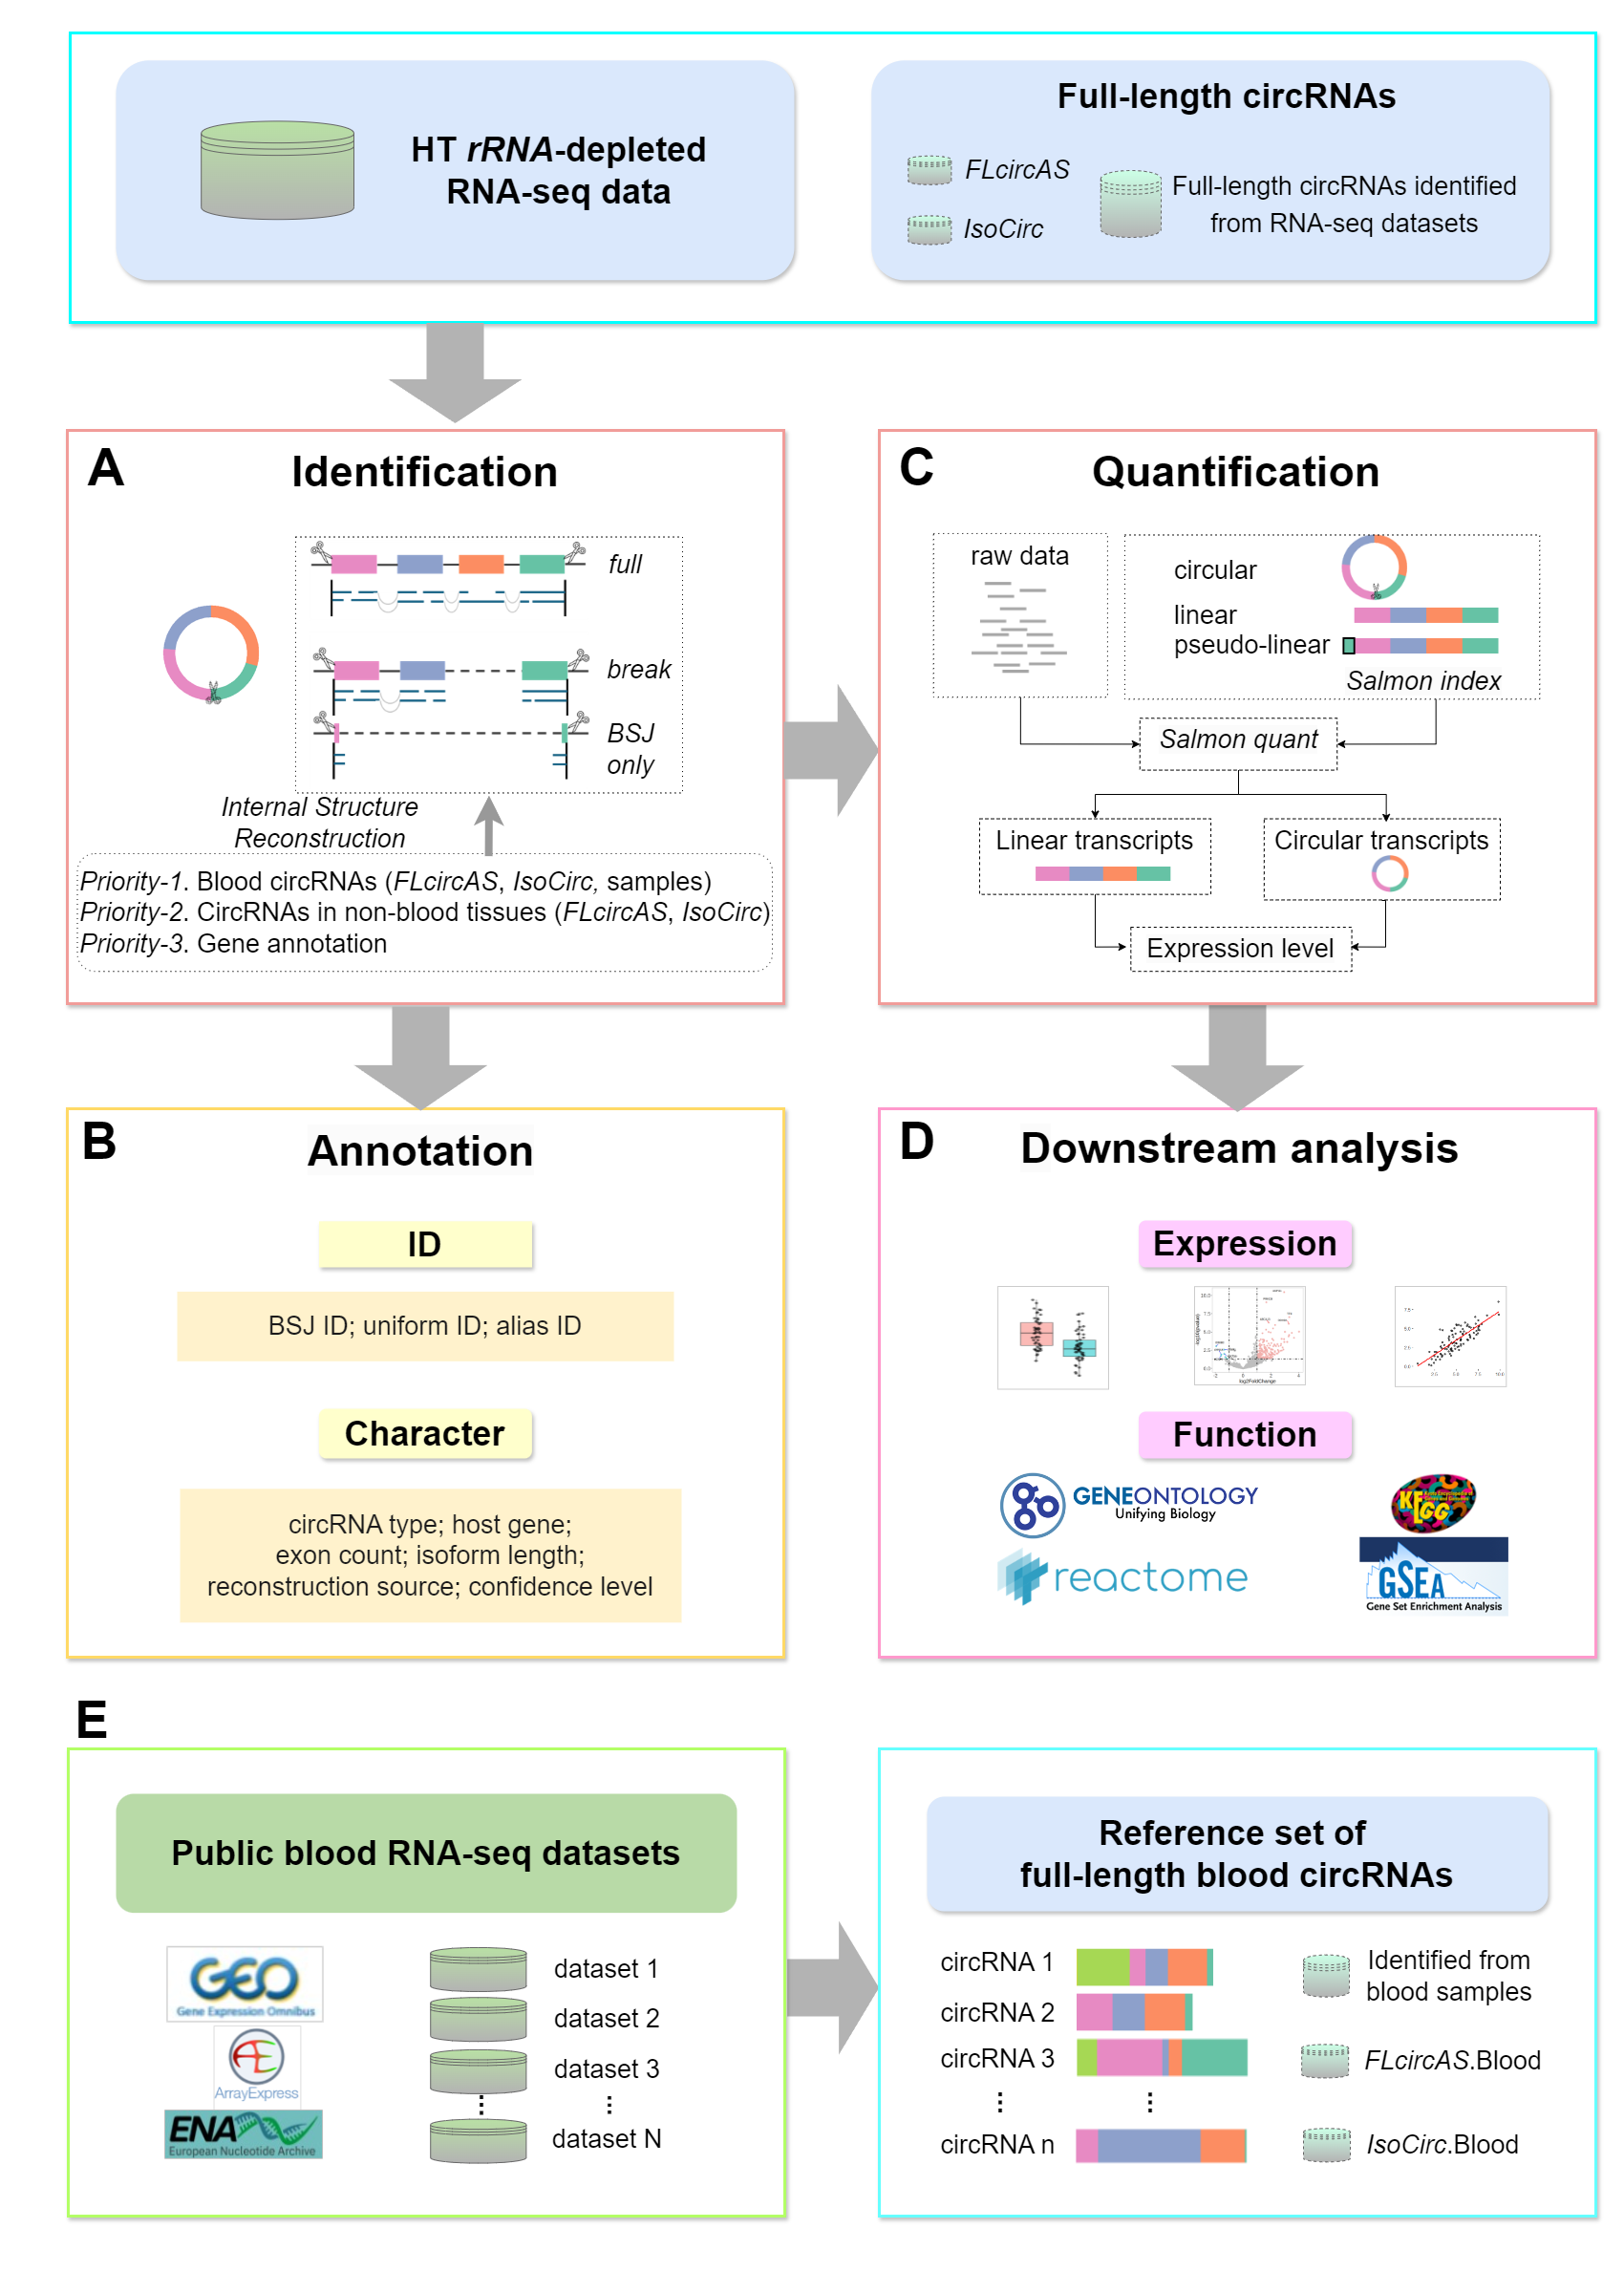 HT rRNA-depleted
RNA-seq data
Full-length circRNAs
FLcircAS
IsoCirc
Full-length circRNAs identified
from RNA-seq datasets
A
Identification
full
break
BSJ
only
Internal Structure
Reconstruction
Priority-1. Blood circRNAs (FLcircAS, IsoCirc, samples)
Priority-2. CircRNAs in non-blood tissues (FLcircAS, IsoCirc)
Priority-3. Gene annotation
C
Quantification
raw data
circular
linear
pseudo-linear
Salmon index
Salmon quant
Linear transcripts
Circular transcripts
Expression level
B
Annotation
ID
BSJ ID; uniform ID; alias ID
Character
circRNA type; host gene;
exon count; isoform length;
reconstruction source; confidence level
D
Downstream analysis
Expression
log2FoldChange
Function
GENEONTOLOGY
Unifying Biology
KEGG
reactome
GSEA
Gene Set Enrichment Analysis
E
Public blood RNA-seq datasets
GEO
Gene Expression Omnibus
AE
ArrayExpress
ENA
European Nucleotide Archive
dataset 1
dataset 2
dataset 3
dataset N
Reference set of
full-length blood circRNAs
circRNA 1
circRNA 2
circRNA 3
circRNA n
Identified from
blood samples
FLcircAS.Blood
IsoCirc.Blood